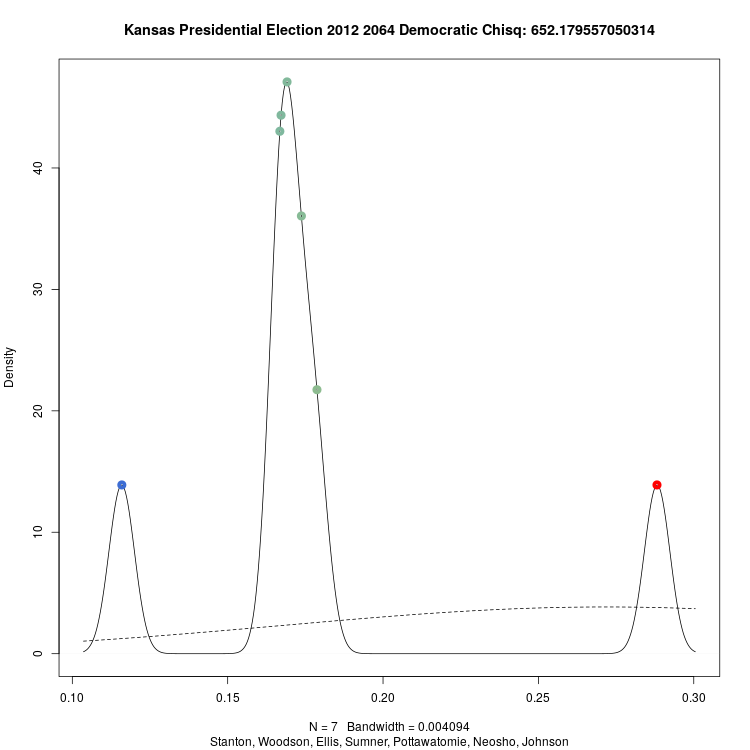 Kansas Presidential Election 2012 2064 Democratic Chisq: 652.179557050314
Density
40
30
20
10
0
0.10 0.15 0.20 0.25 0.30
N = 7 Bandwidth = 0.004094
Stanton, Woodson, Ellis, Sumner, Pottawatomie, Neosho, Johnson